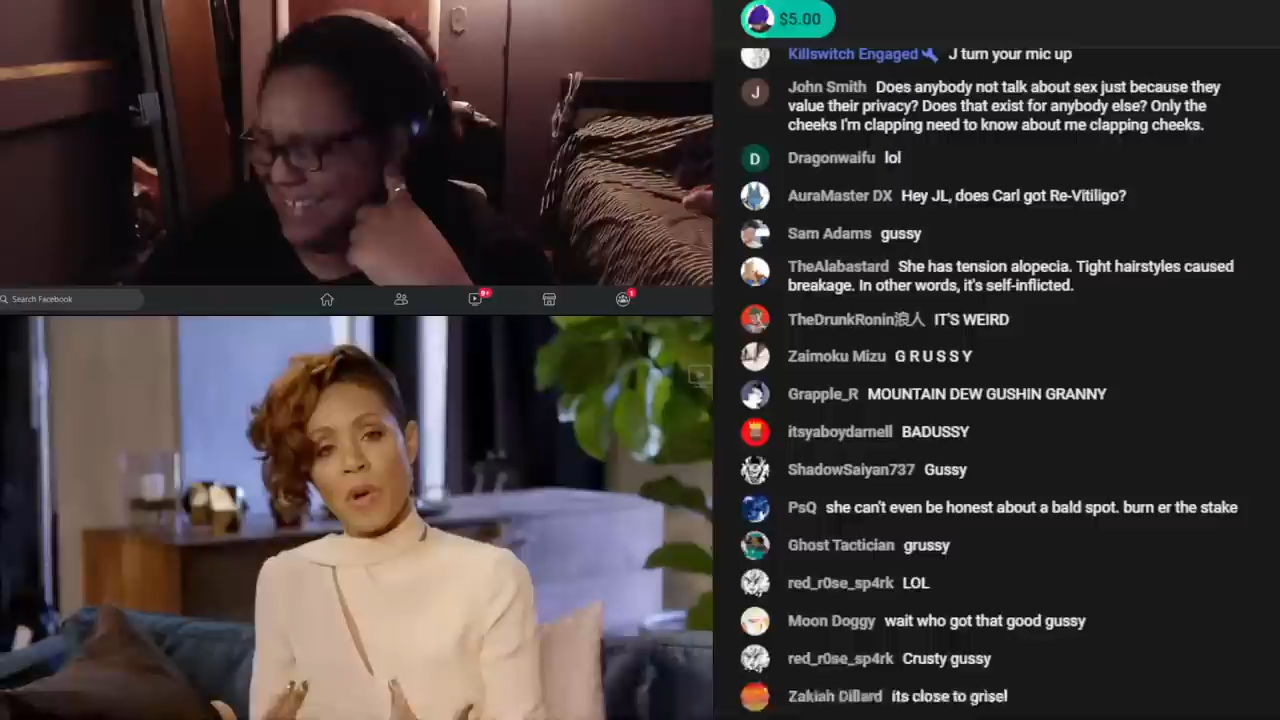 $5.00
Killswitch Engaged J turn your mic up
John Smith Does anybody not talk about sex just because they
value their privacy? Does that exist for anybody else? Only the
cheeks I'm clapping need to know about me clapping cheeks.
D Dragonwaifu lol
AuraMaster DX Hey JL, does Carl got Re-Vitiligo?
Sam Adams gussy
TheAlabastard She has tension alopecia. Tight hairstyles caused
breakage. In other words, it's self-inflicted.
TheDrunkRonin浪人 IT'S WEIRD
Zaimoku Mizu G R U S S Y
Grapple_R MOUNTAIN DEW GUSHIN GRANNY
itsyaboydarnell BADUSSY
ShadowSaiyan737 Gussy
PsQ she can't even be honest about a bald spot. burn er the stake
Ghost Tactician grussy
red_r0se_sp4rk LOL
Moon Doggy wait who got that good gussy
red_r0se_sp4rk Crusty gussy
Zakiah Dillard its close to grisel
J
Search Facebook
9+
1